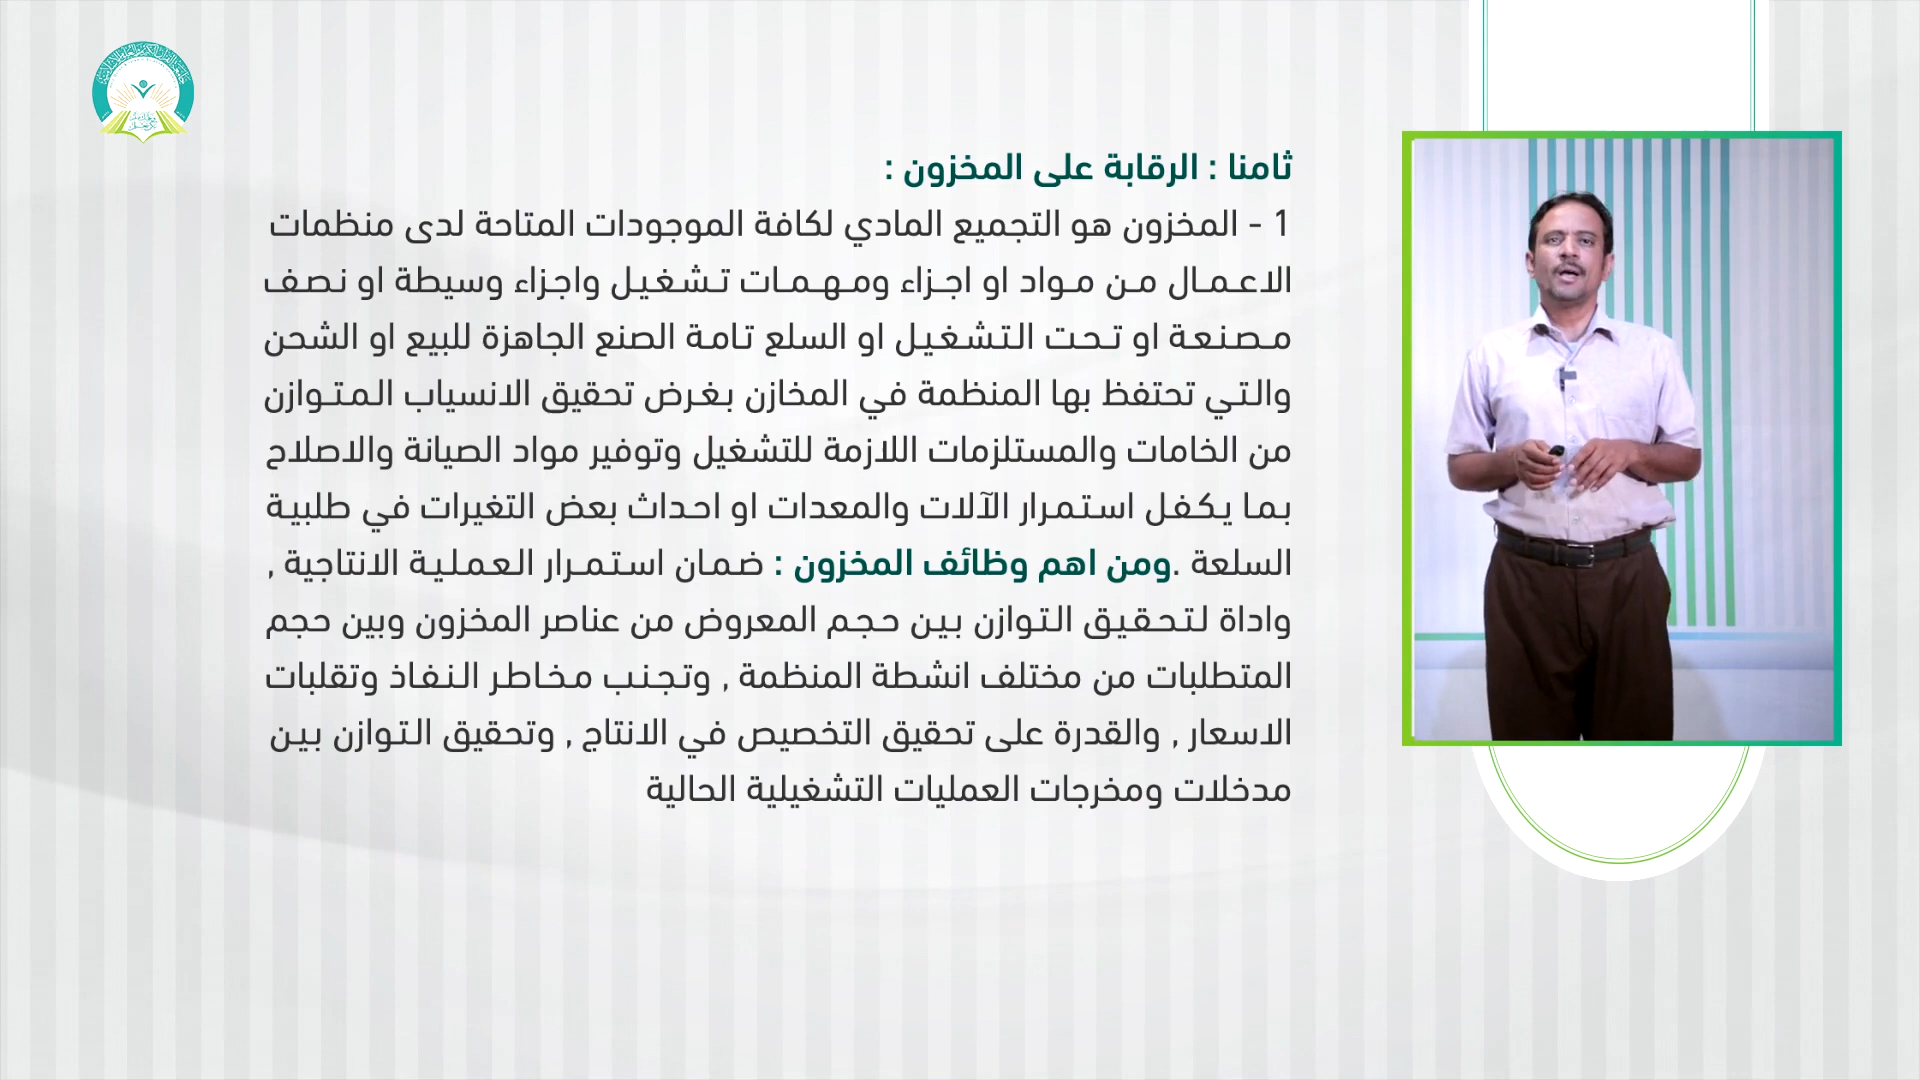 جامعة القرآن الكريم والعلوم الإسلامية
ثامنا : الرقابة على المخزون :
1 - المخزون هو التجميع المادي لكافة الموجودات المتاحة لدى منظمات
الاعمال من مواد او اجزاء ومهمات تشغيل واجزاء وسيطة او نصف
مصنعة او تحت التشغيل او السلع تامة الصنع الجاهزة للبيع او الشحن
والتي تحتفظ بها المنظمة في المخازن بغرض تحقيق الانسياب المتوازن
من الخامات والمستلزمات اللازمة للتشغيل وتوفير مواد الصيانة والاصلاح
بما يكفل استمرار الآلات والمعدات او احداث بعض التغيرات في طلبية
السلعة .ومن اهم وظائف المخزون : ضمان استمرار العملية الانتاجية ,
واداة لتحقيق التوازن بين حجم المعروض من عناصر المخزون وبين حجم
المتطلبات من مختلف انشطة المنظمة , وتجنب مخاطر النفاذ وتقلبات
الاسعار , والقدرة على تحقيق التخصيص في الانتاج , وتحقيق التوازن بين
مدخلات ومخرجات العمليات التشغيلية الحالية